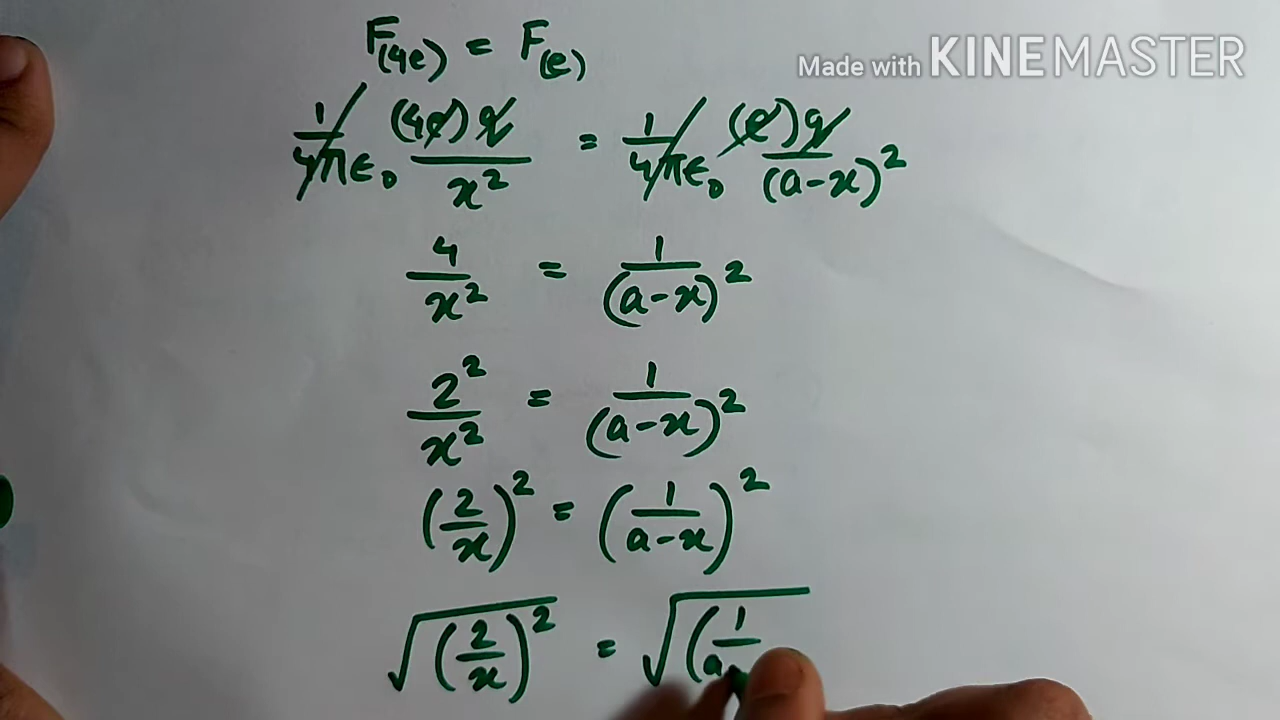 F(4e) = F(e)
Made with KINEMASTER
1/4πε₀ (4e)q/x² = 1/4πε₀ (e)q/(a-x)²
4/x² = 1/(a-x)²
2²/x² = 1/(a-x)²
(2/x)² = (1/a-x)²
√(2/x)² = √(1/a-